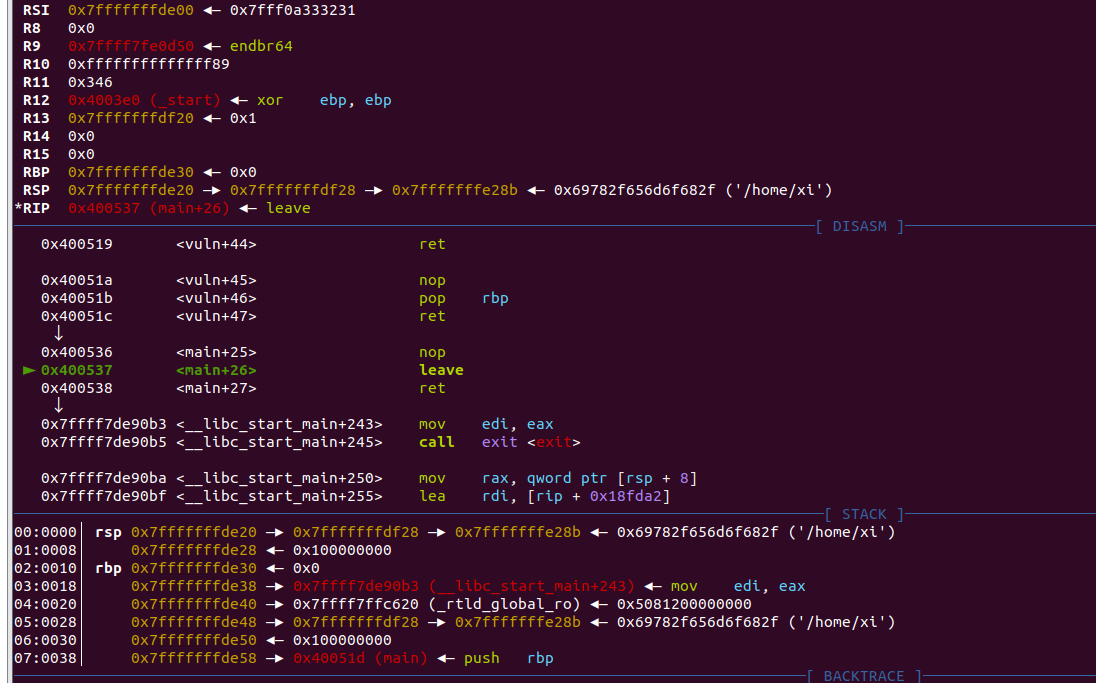 RSI 0x7fffffffde00 ◂— 0x7fff0a333231
R8 0x0
R9 0x7ffff7fe0d50 ◂— endbr64
R10 0xffffffffffffff89
R11 0x346
R12 0x4003e0 (_start) ◂— xor ebp, ebp
R13 0x7fffffffdf20 ◂— 0x1
R14 0x0
R15 0x0
RBP 0x7fffffffde30 ◂— 0x0
RSP 0x7fffffffde20 —▸ 0x7fffffffdf28 —▸ 0x7fffffffe28b ◂— 0x69782f656d6f682f ('/home/xi')
*RIP 0x400537 (main+26) ◂— leave
[ DISASM ]
0x400519 <vuln+44> ret
0x40051a <vuln+45> nop
0x40051b <vuln+46> pop rbp
0x40051c <vuln+47> ret
↓
0x400536 <main+25> nop
► 0x400537 <main+26> leave
0x400538 <main+27> ret
↓
0x7ffff7de90b3 <__libc_start_main+243> mov edi, eax
0x7ffff7de90b5 <__libc_start_main+245> call exit <exit>
0x7ffff7de90ba <__libc_start_main+250> mov rax, qword ptr [rsp + 8]
0x7ffff7de90bf <__libc_start_main+255> lea rdi, [rip + 0x18fda2]
[ STACK ]
00:0000│ rsp 0x7fffffffde20 —▸ 0x7fffffffdf28 —▸ 0x7fffffffe28b ◂— 0x69782f656d6f682f ('/home/xi')
01:0008│ 0x7fffffffde28 ◂— 0x100000000
02:0010│ rbp 0x7fffffffde30 ◂— 0x0
03:0018│ 0x7fffffffde38 —▸ 0x7ffff7de90b3 (__libc_start_main+243) ◂— mov edi, eax
04:0020│ 0x7fffffffde40 —▸ 0x7ffff7ffc620 (_rtld_global_ro) ◂— 0x5081200000000
05:0028│ 0x7fffffffde48 —▸ 0x7fffffffdf28 —▸ 0x7fffffffe28b ◂— 0x69782f656d6f682f ('/home/xi')
06:0030│ 0x7fffffffde50 ◂— 0x100000000
07:0038│ 0x7fffffffde58 —▸ 0x40051d (main) ◂— push rbp
[ BACKTRACE ]